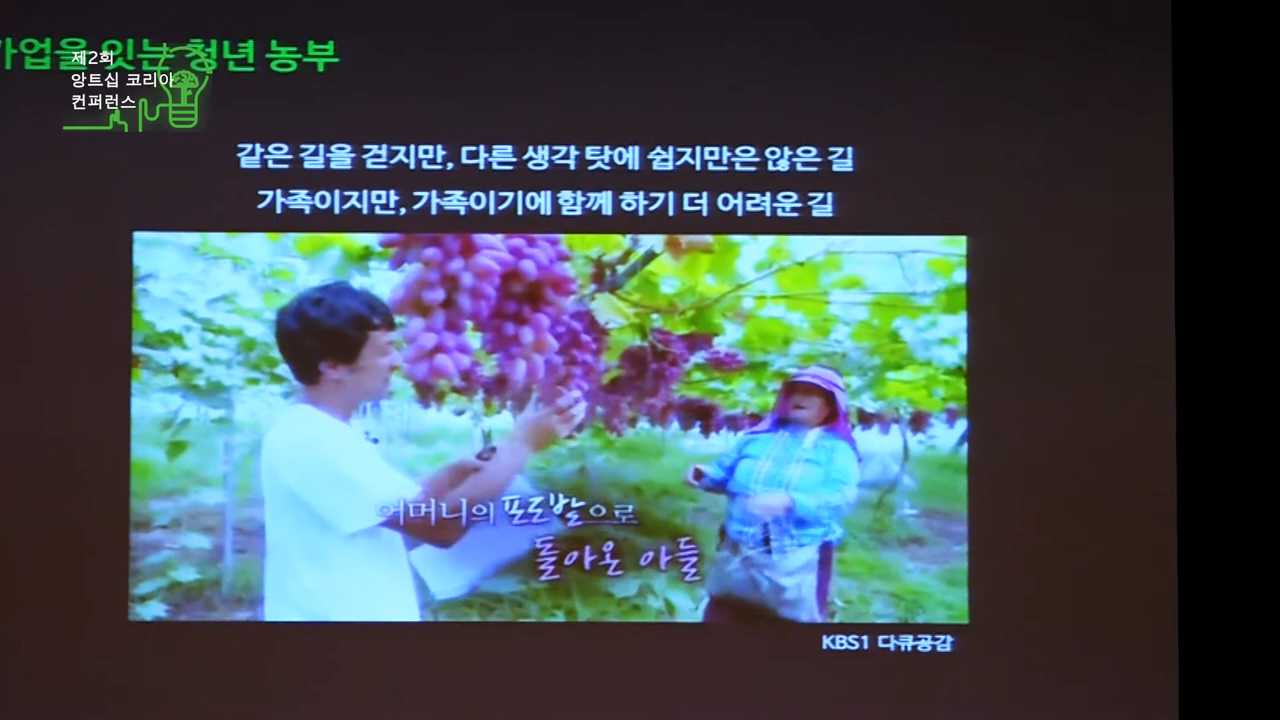 가업을 잇는 청년 농부
제2회
앙트십 코리아
컨퍼런스
같은 길을 걷지만, 다른 생각 탓에 쉽지만은 않은 길
가족이지만, 가족이기에 함께 하기 더 어려운 길
어머니의 포도밭으로
돌아온 아들
KBS1 다큐공감